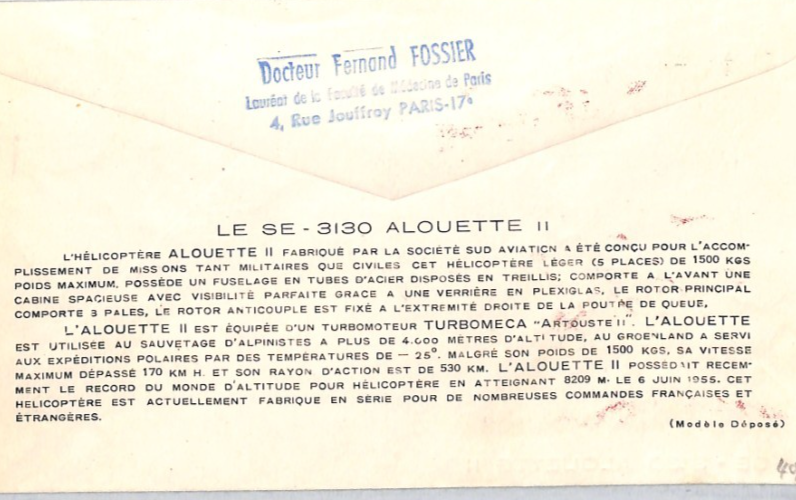 Docteur Fernand FOSSIER
Lauréat de la Faculté de Médecine de Paris
4, Rue Jouffroy PARIS-17e
LE SE - 3130 ALOUETTE II
L'HÉLICOPTÈRE ALOUETTE II FABRIQUÉ PAR LA SOCIÉTÉ SUD AVIATION A ÉTÉ CONÇU POUR L'ACCOM-
PLISSEMENT DE MISSIONS TANT MILITAIRES QUE CIVILES CET HÉLICOPTÈRE LÉGER (5 PLACES) DE 1500 KGS
POIDS MAXIMUM, POSSÈDE UN FUSELAG EN TUBES D'ACIER DISPOSÉS EN TREILLIS; COMPORTE A L'AVANT UNE
CABINE SPACIEUSE AVEC VISIBILITÉ PARFAITE GRACE A UNE VERRIÈRE EN PLEXIGLAS, LE ROTOR PRINCIPAL
COMPORTE 3 PALES, LE ROTOR ANTICOUPLE EST FIXÉ A L'EXTREMITÉ DROITE DE LA POUTRE DE QUEUE,
L'ALOUETTE II EST ÉQUIPÉE D'UN TURBOMOTEUR TURBOMECA "ARTOUSTE II". L'ALOUETTE
EST UTILISÉE AU SAUVETAGE D'ALPINISTES A PLUS DE 4.000 MÈTRES D'ALTITUDE, AU GROENLAND A SERVI
AUX EXPÉDITIONS POLAIRES PAR DES TEMPÉRATURES DE — 25°. MALGRÉ SON POIDS DE 1500 KGS, SA VITESSE
MAXIMUM DÉPASSÉ 170 KM H. ET SON RAYON D'ACTION EST DE 530 KM. L'ALOUETTE II POSSÉDAIT RECEM-
MENT LE RECORD DU MONDE D'ALTITUDE POUR HÉLICOPTÈRE EN ATTEIGNANT 8209 M. LE 6 JUIN 1955. CET
HELICOPTÈRE EST ACTUELLEMENT FABRIQUE EN SÉRIE POUR DE NOMBREUSES COMMANDES FRANÇAISES ET
ÉTRANGÈRES.
(Modèle Déposé)